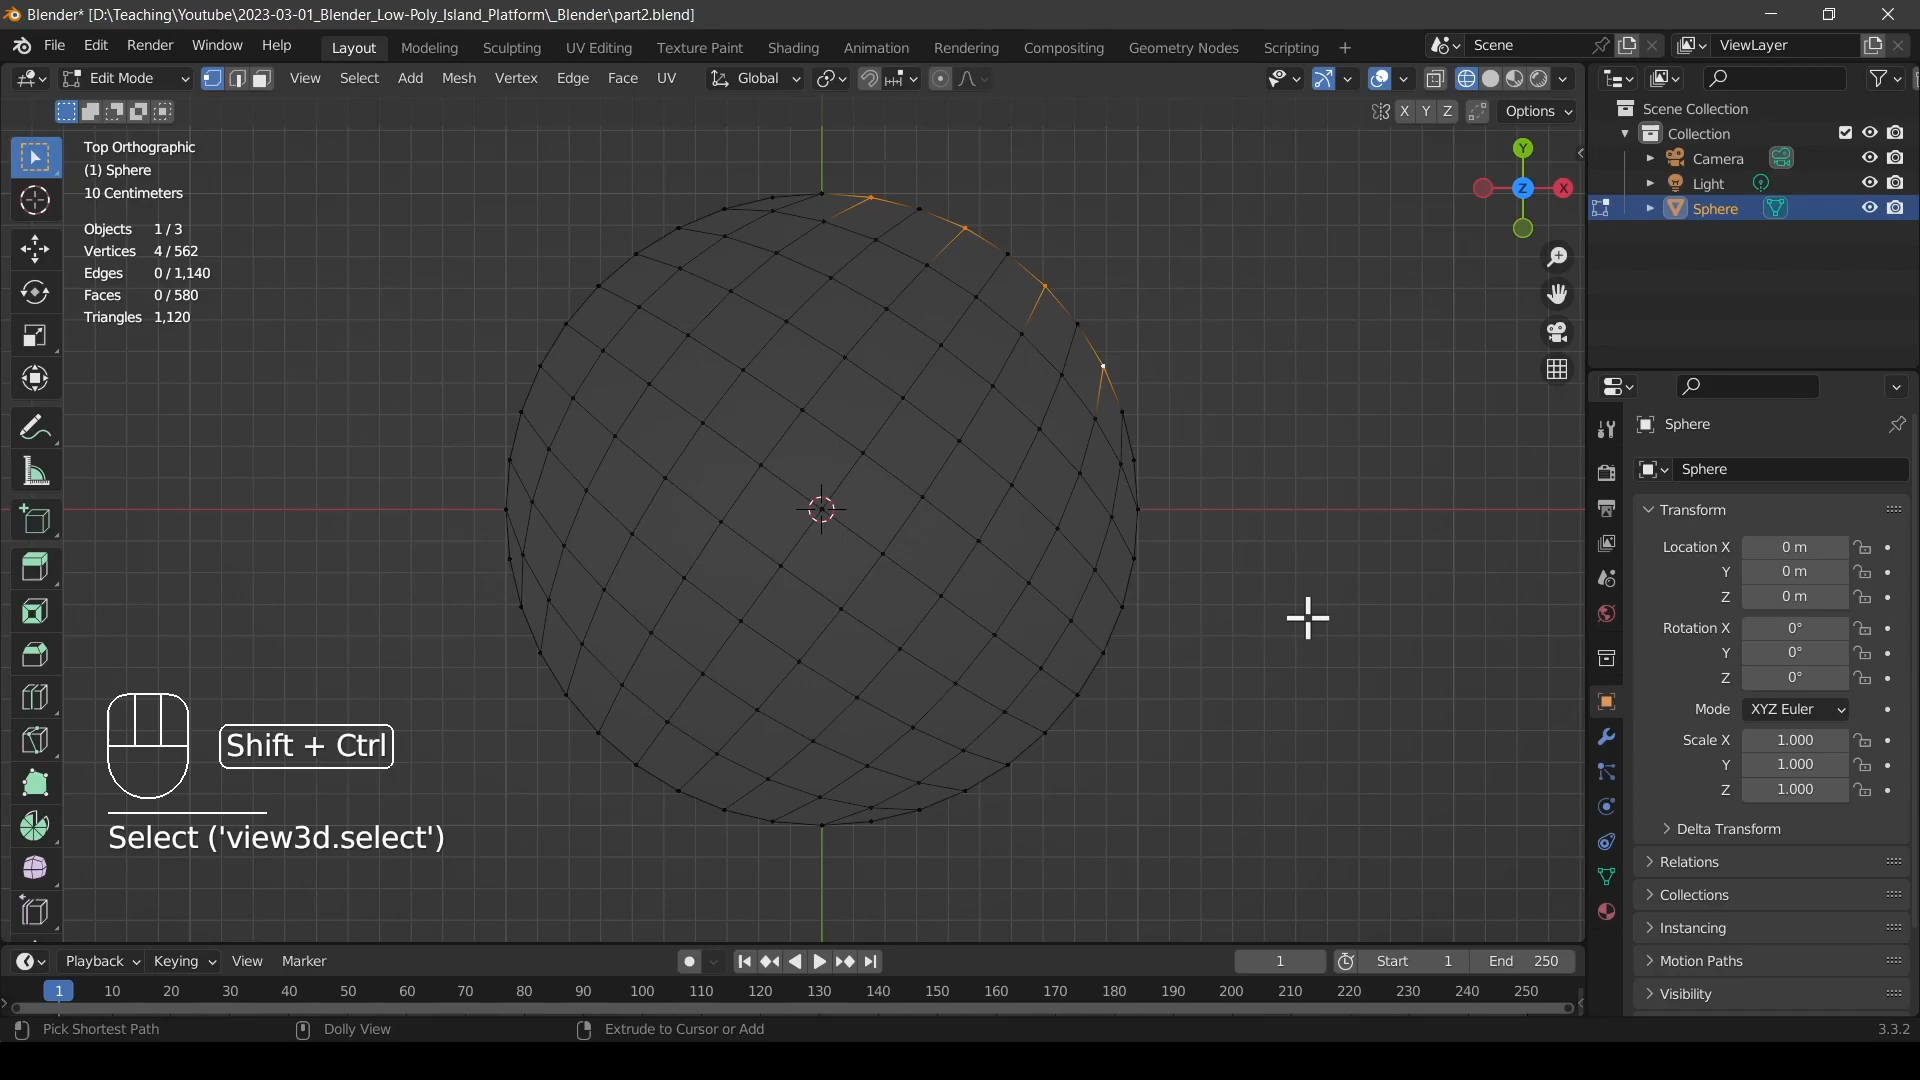 Blender* [D:\Teaching\Youtube\2023-03-01_Blender_Low-Poly_Island_Platform\_Blender\part2.blend]
File Edit Render Window Help
Layout Modeling Sculpting UV Editing Texture Paint Shading Animation Rendering Compositing Geometry Nodes Scripting +
Scene
ViewLayer
Edit Mode
View Select Add Mesh Vertex Edge Face UV
Global
X Y Z
Options
Top Orthographic
(1) Sphere
10 Centimeters
Objects 1/3
Vertices 4/562
Edges 0/1,140
Faces 0/580
Triangles 1,120
Y
Z
X
Shift + Ctrl
Select ('view3d.select')
Scene Collection
Collection
Camera
Light
Sphere
Sphere
Sphere
Transform
Location X 0 m
Y 0 m
Z 0 m
Rotation X 0°
Y 0°
Z 0°
Mode XYZ Euler
Scale X 1.000
Y 1.000
Z 1.000
Delta Transform
Relations
Collections
Instancing
Motion Paths
Visibility
Playback Keying View Marker
1
Start 1
End 250
1 10 20 30 40 50 60 70 80 90 100 110 120 130 140 150 160 170 180 190 200 210 220 230 240 250
Pick Shortest Path
Dolly View
Extrude to Cursor or Add
3.3.2